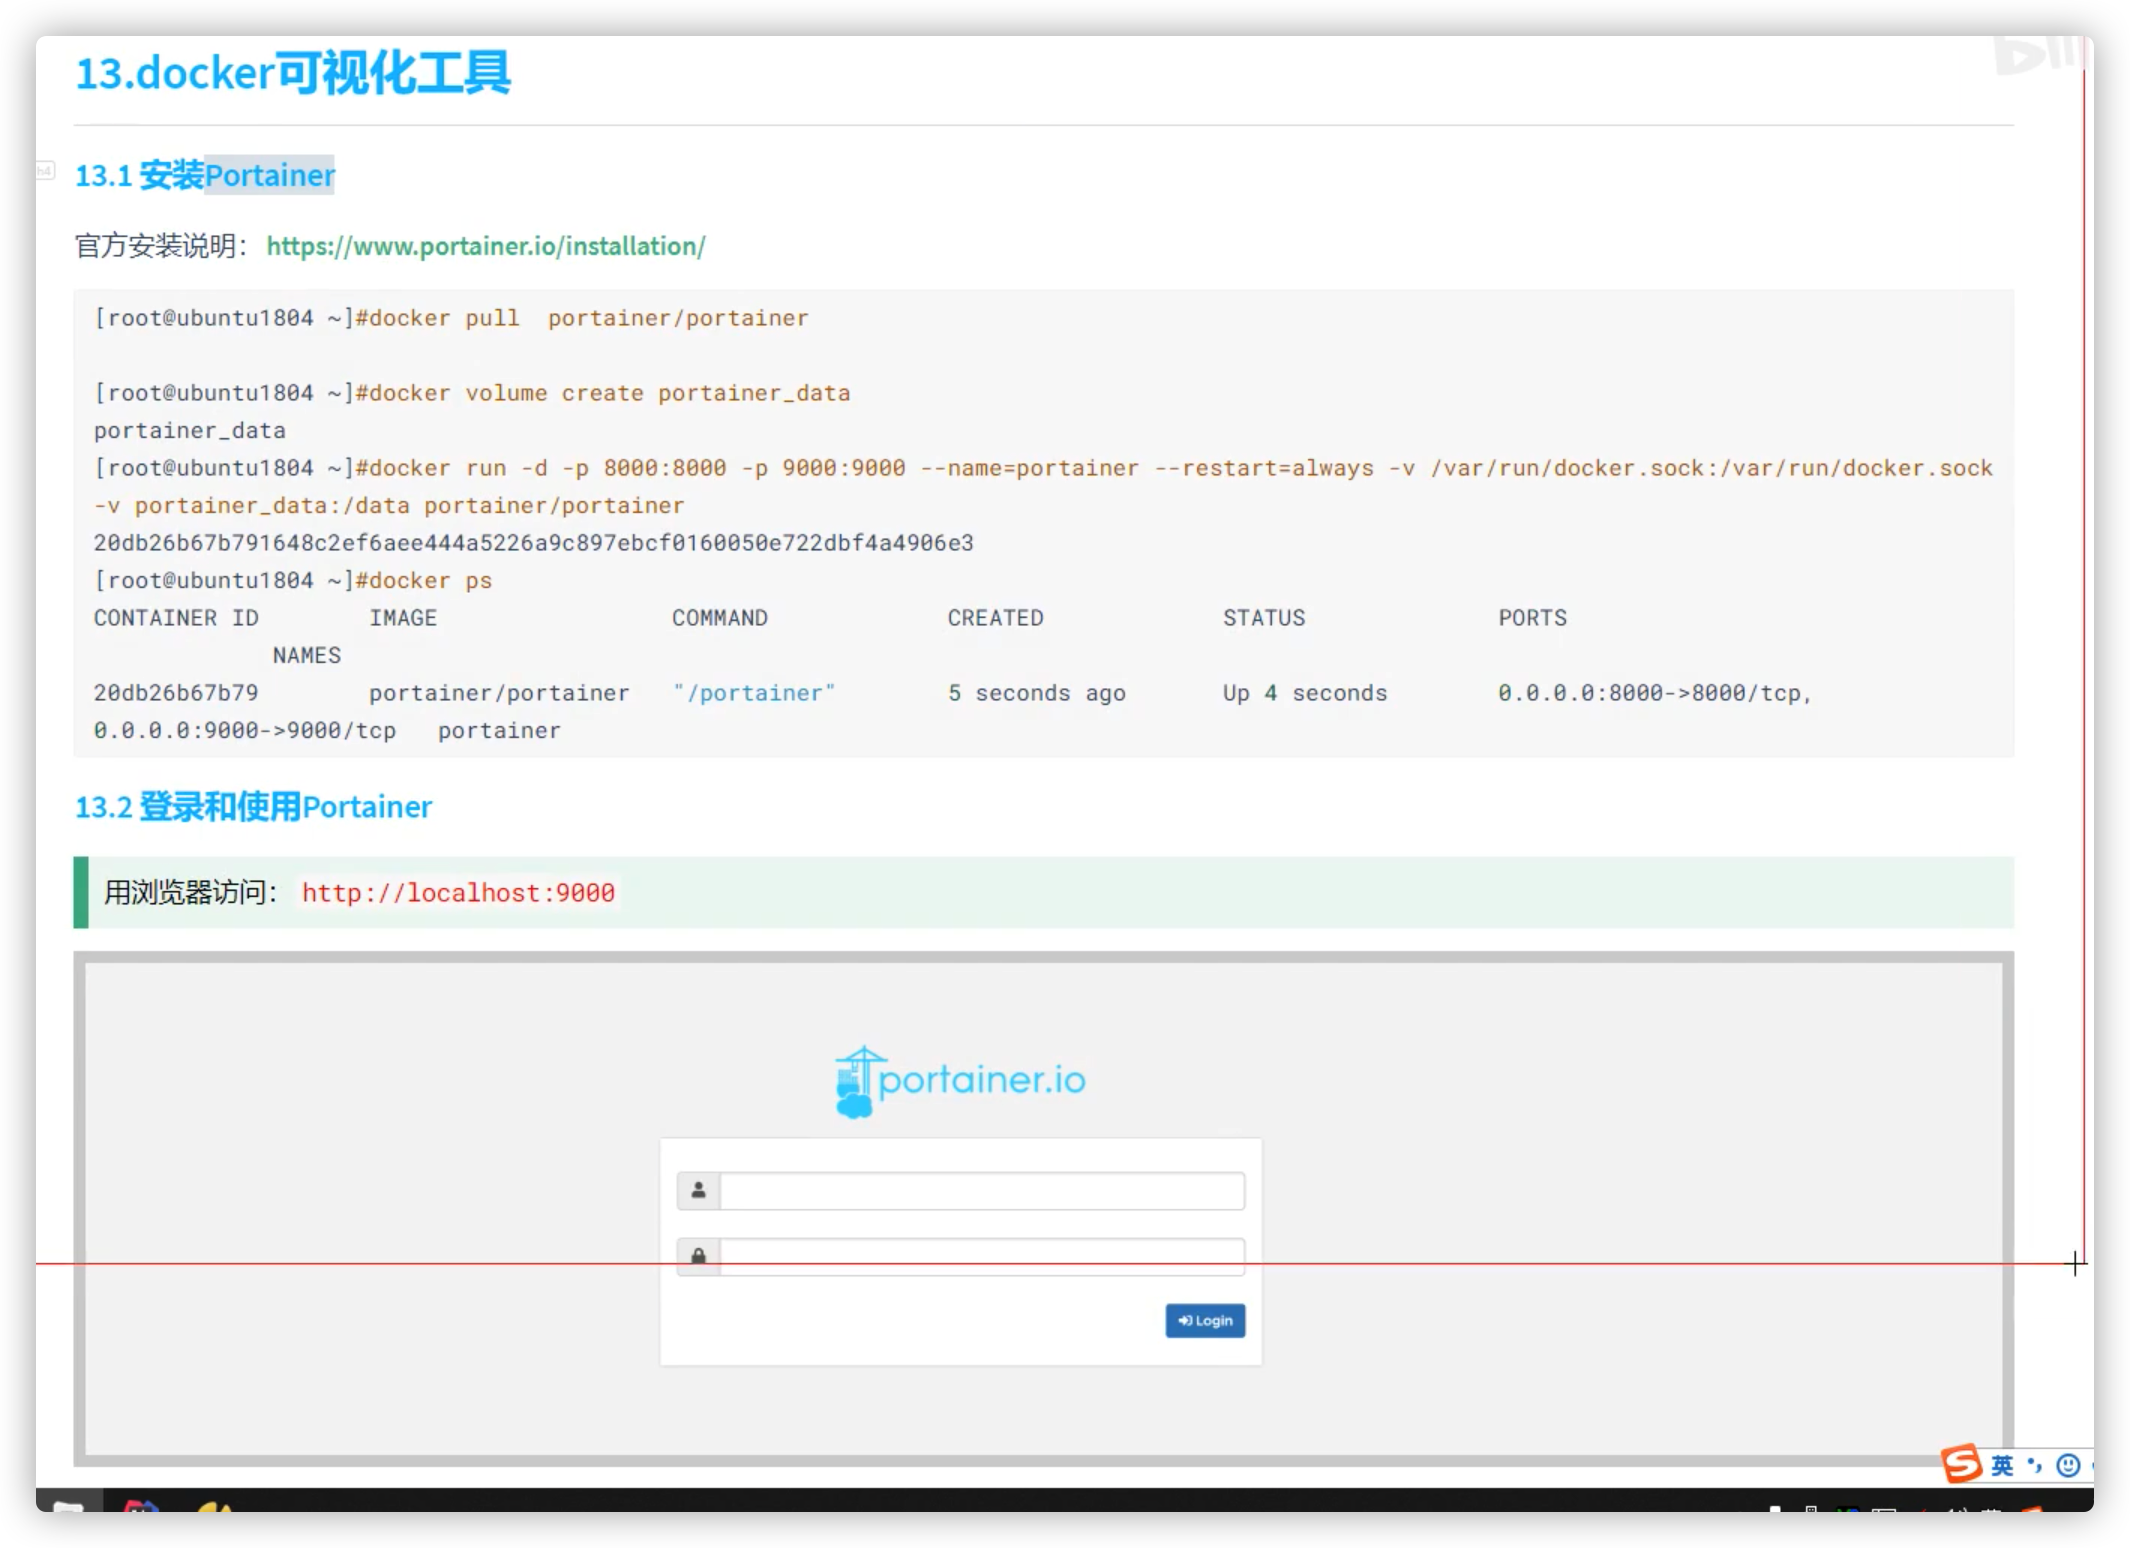 13.docker可视化工具
h4
13.1 安装Portainer
官方安装说明： https://www.portainer.io/installation/
[root@ubuntu1804 ~]#docker pull  portainer/portainer
[root@ubuntu1804 ~]#docker volume create portainer_data
portainer_data
[root@ubuntu1804 ~]#docker run -d -p 8000:8000 -p 9000:9000 --name=portainer --restart=always -v /var/run/docker.sock:/var/run/docker.sock
-v portainer_data:/data portainer/portainer
20db26b67b791648c2ef6aee444a5226a9c897ebcf0160050e722dbf4a4906e3
[root@ubuntu1804 ~]#docker ps
CONTAINER ID        IMAGE                 COMMAND             CREATED             STATUS              PORTS
             NAMES
20db26b67b79        portainer/portainer   "/portainer"        5 seconds ago       Up 4 seconds        0.0.0.0:8000->8000/tcp,
0.0.0.0:9000->9000/tcp   portainer
13.2 登录和使用Portainer
用浏览器访问： http://localhost:9000
portainer.io
Login
英